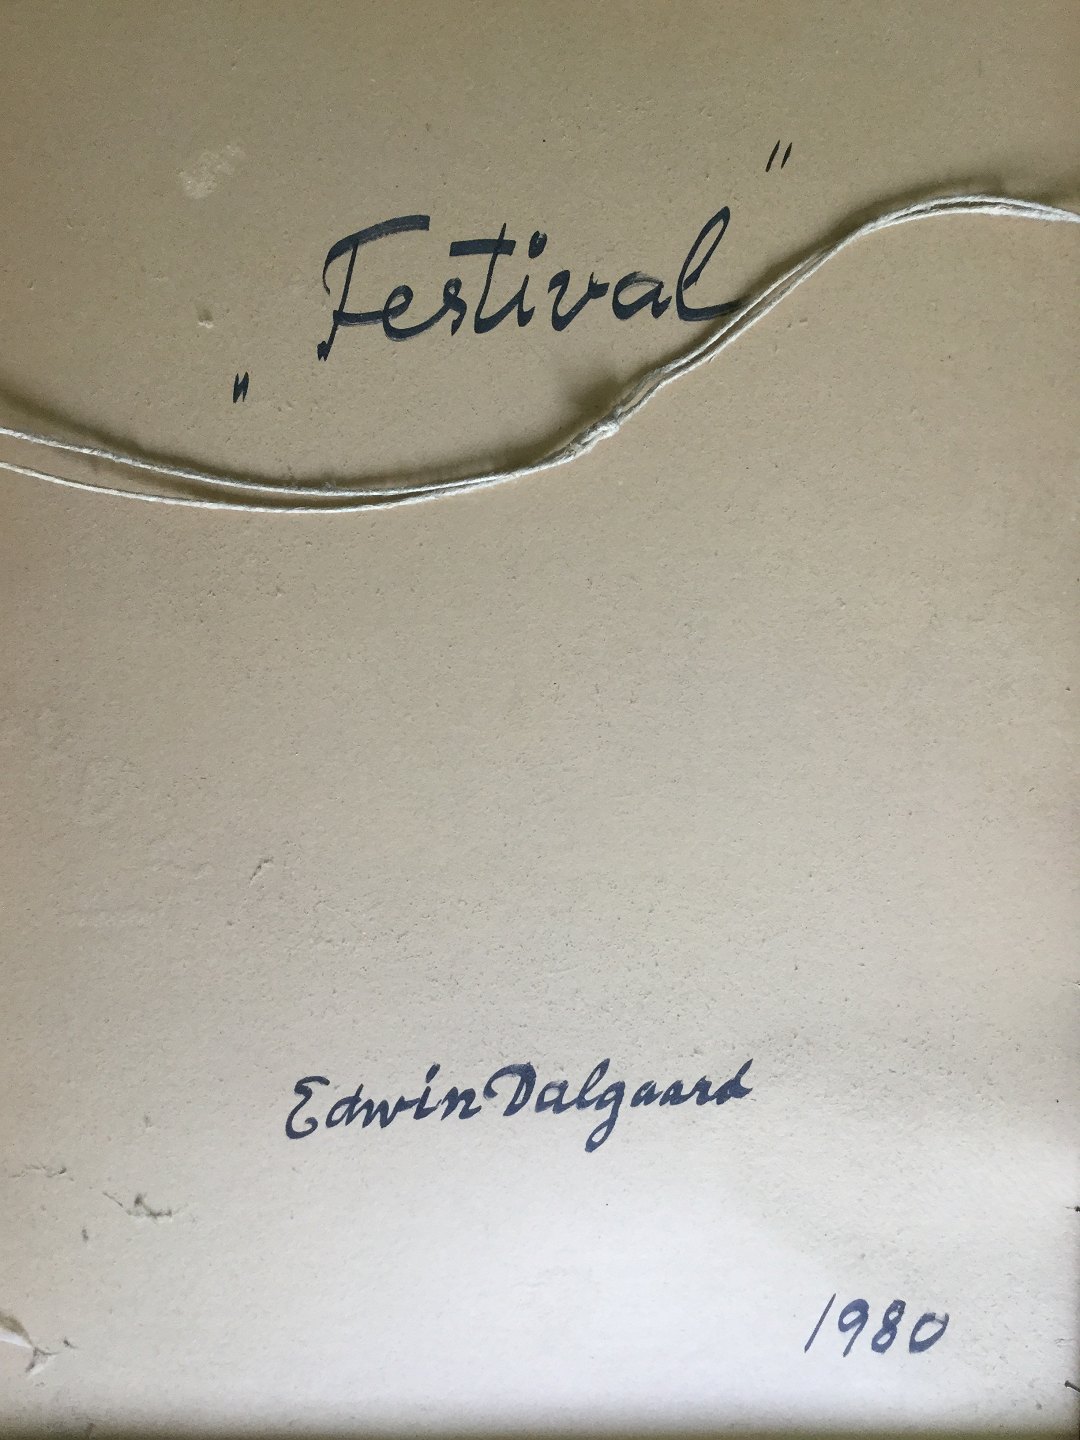 „Festival"
Edwin Dalgaard
1980